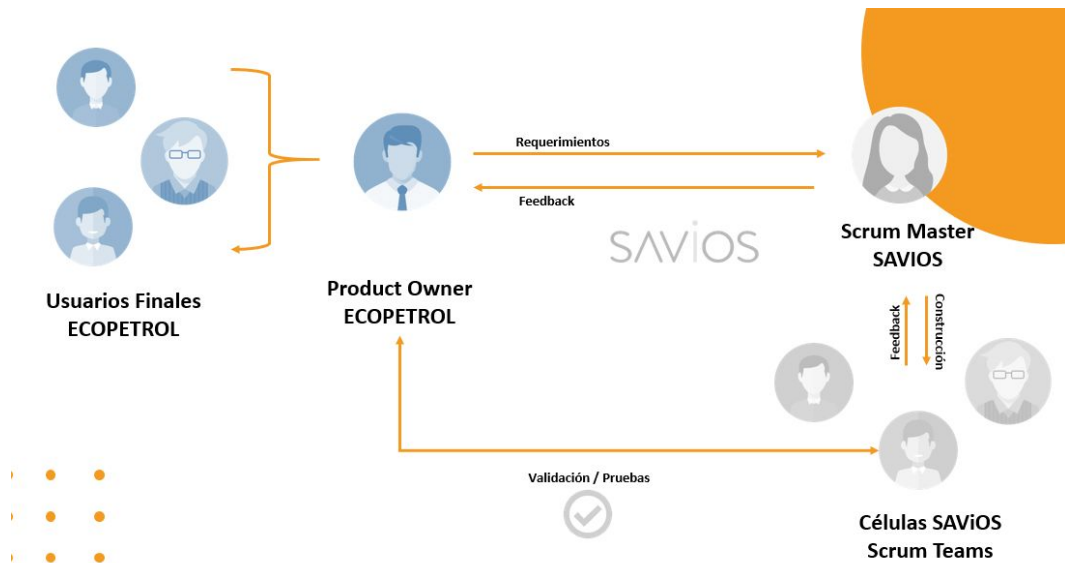 Requerimientos
Feedback
SAViOS
Scrum Master
SAVIOS
Usuarios Finales
ECOPETROL
Product Owner
ECOPETROL
Feedback
Construcción
Validación / Pruebas
Células SAViOS
Scrum Teams